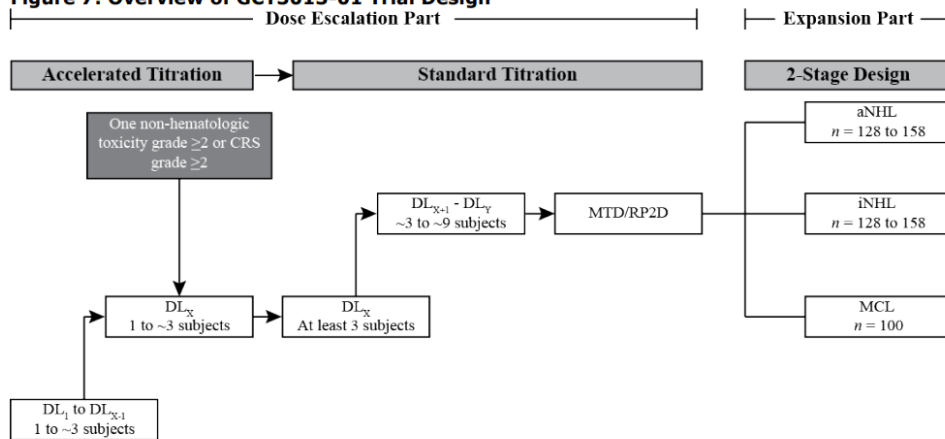 Figure 7: Overview of GCT3013-01 Trial Design
Dose Escalation Part
Expansion Part
Accelerated Titration
Standard Titration
2-Stage Design
One non-hematologic
toxicity grade ≥2 or CRS
grade ≥2
aNHL
n = 128 to 158
DLX+1 - DLY
~3 to ~9 subjects
MTD/RP2D
iNHL
n = 128 to 158
DLX
1 to ~3 subjects
DLX
At least 3 subjects
MCL
n = 100
DL1 to DLX-1
1 to ~3 subjects